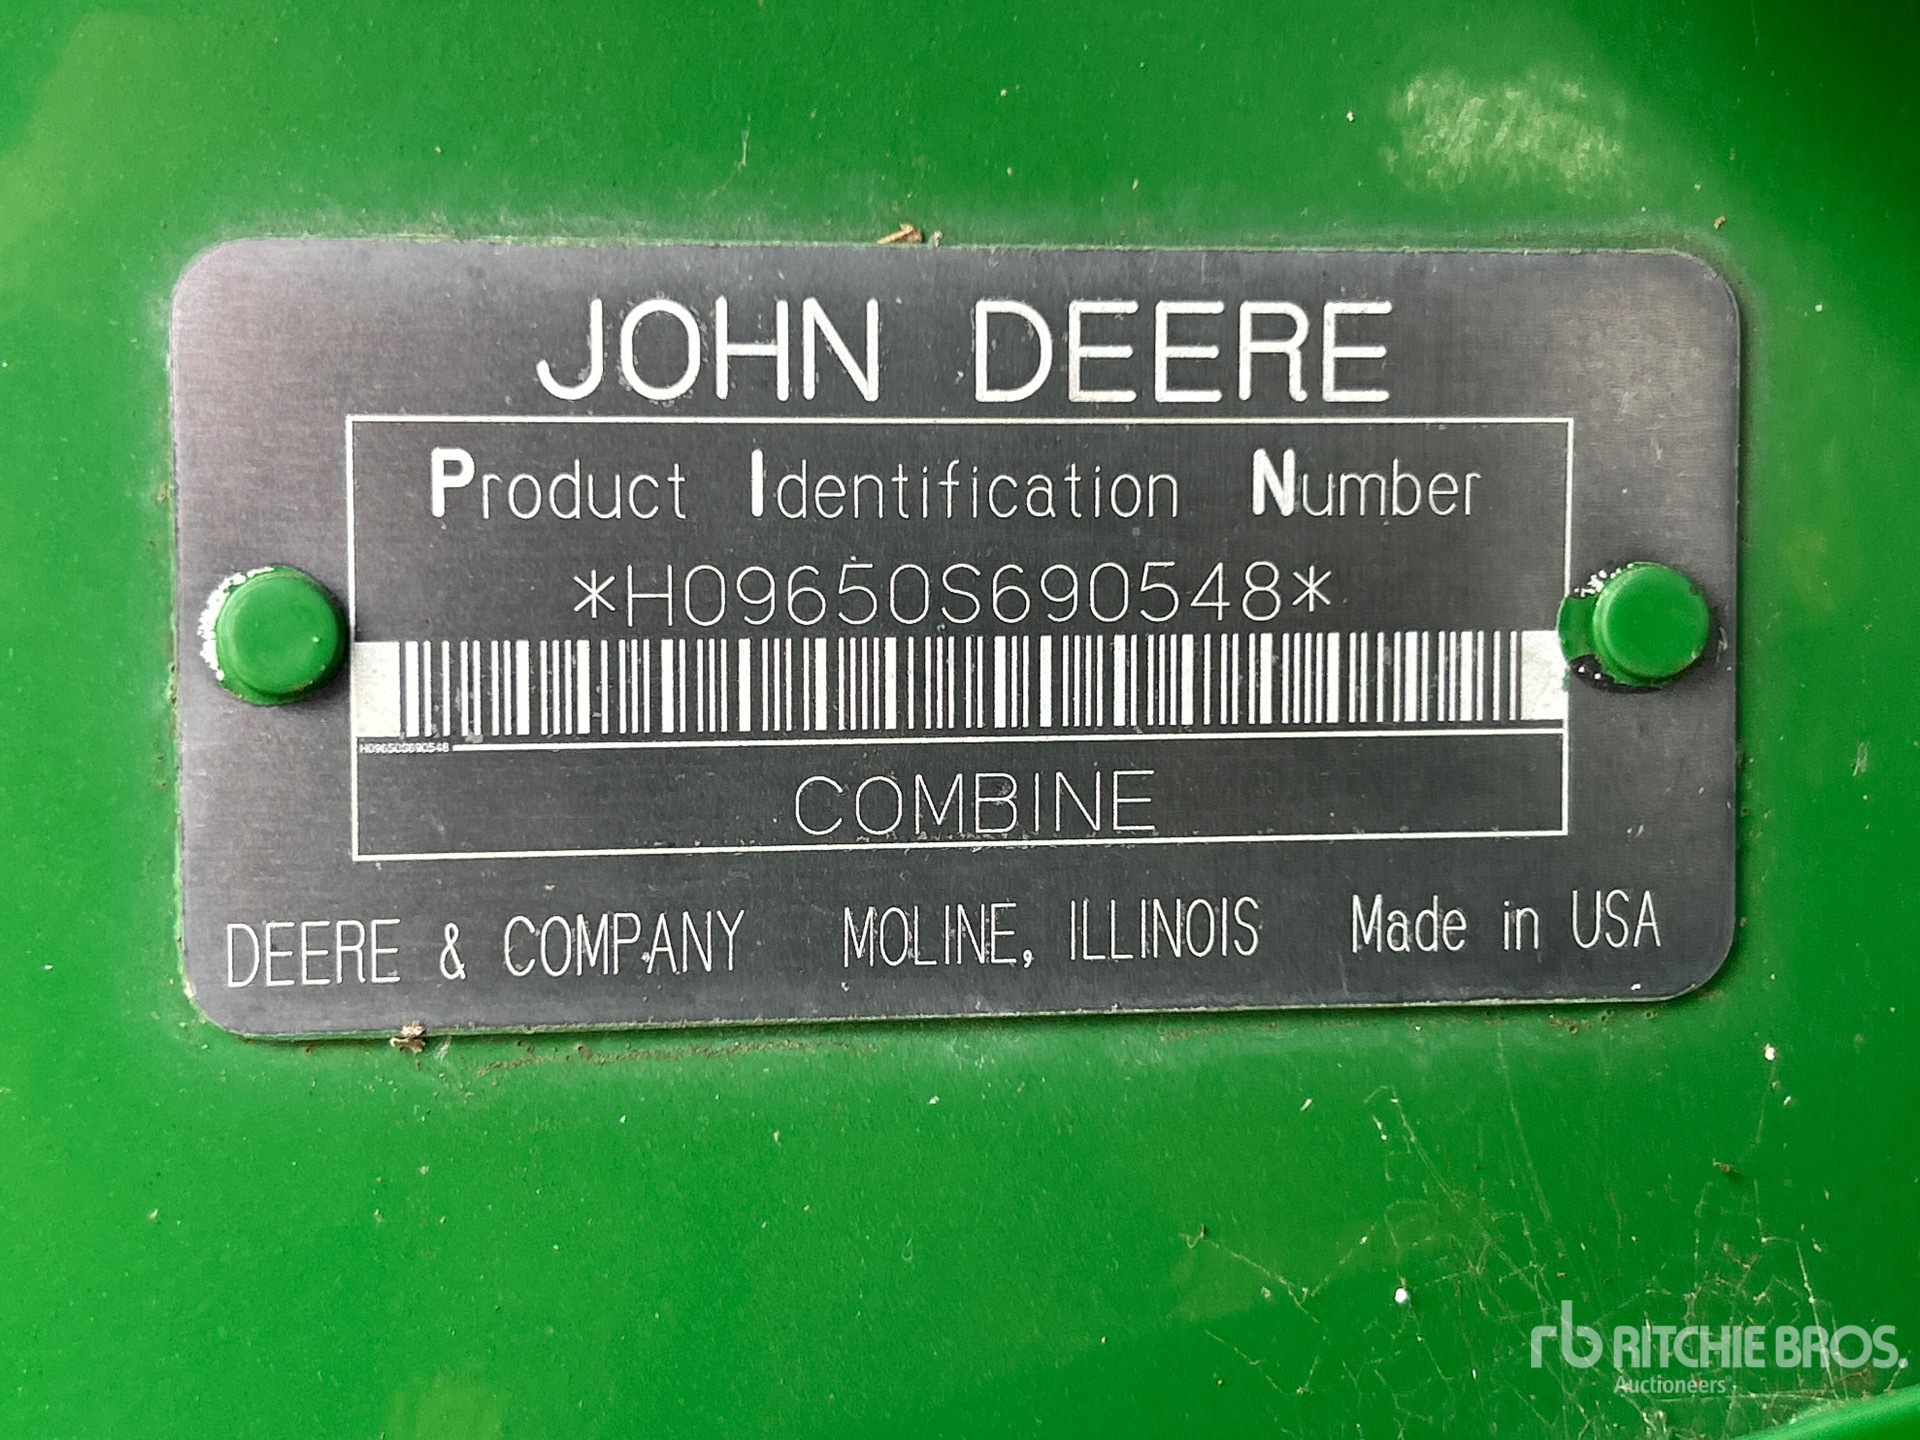 JOHN DEERE
Product Identification Number
*H09650S690548*
H09650S690548
COMBINE
DEERE & COMPANY MOLINE, ILLINOIS Made in USA
rb RITCHIE BROS.
Auctioneers